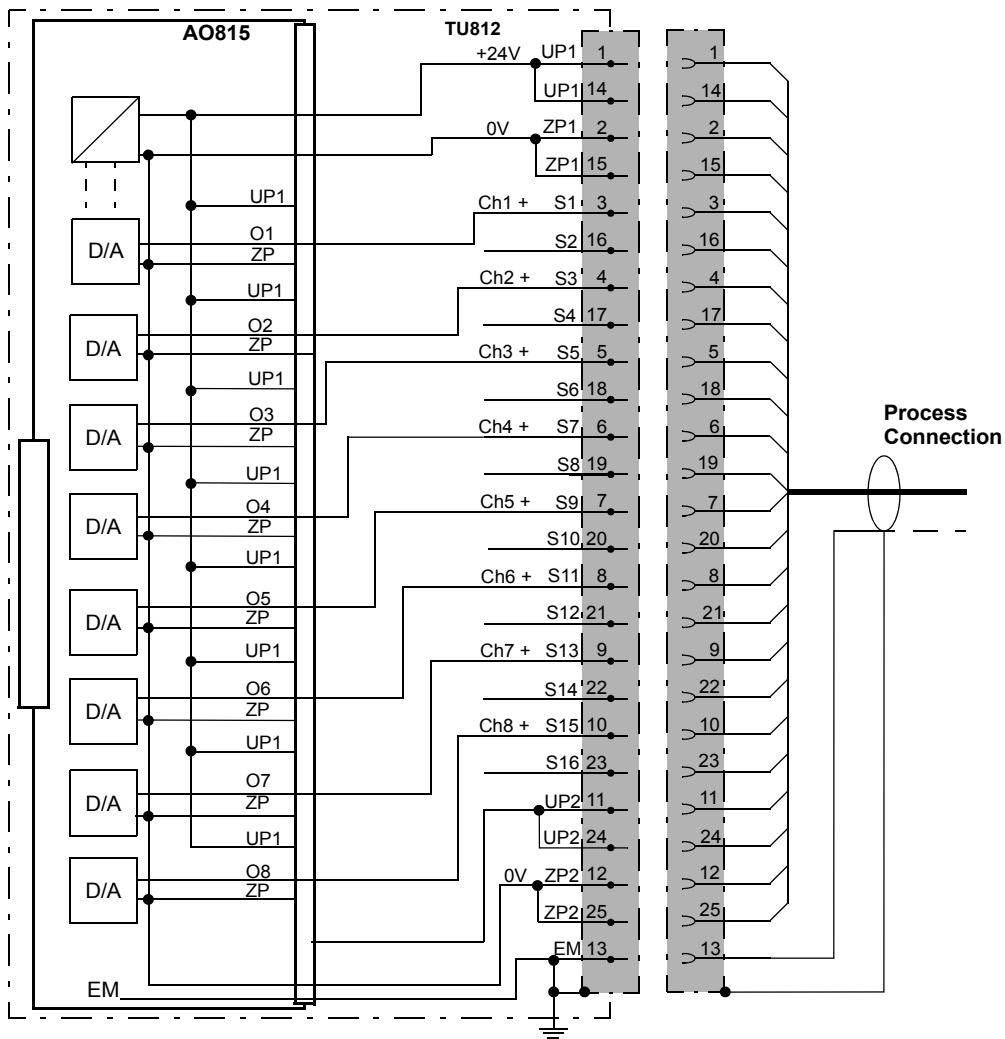 AO815
TU812
+24V UP1 1 1
UP1 14 14
0V ZP1 2 2
ZP1 15 15
UP1
Ch1 + S1 3 3
O1
D/A
ZP
S2 16 16
Ch2 + S3 4 4
UP1
S4 17 17
O2
D/A
ZP
Ch3 + S5 5 5
UP1
S6 18 18
O3
Process
Connection
D/A
ZP
Ch4 + S7 6 6
S8 19 19
UP1
Ch5 + S9 7 7
O4
D/A
ZP
S10 20 20
UP1
Ch6 + S11 8 8
O5
D/A
ZP
S12 21 21
UP1
Ch7 + S13 9 9
O6
S14 22 22
D/A
ZP
Ch8 + S15 10 10
UP1
S16 23 23
O7
D/A
ZP
UP2 11 11
UP1
UP2 24 24
O8
0V ZP2 12 12
D/A
ZP
ZP2 25 25
EM 13 13
EM